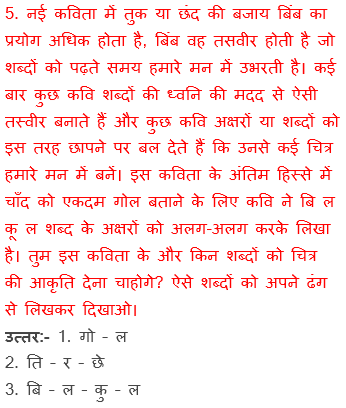 5. नई कविता में तुक या छंद की बजाय बिंब का
प्रयोग अधिक होता है, बिंब वह तसवीर होती है जो
शब्दों को पढ़ते समय हमारे मन में उभरती है। कई
बार कुछ कवि शब्दों की ध्वनि की मदद से ऐसी
तस्वीर बनाते हैं और कुछ कवि अक्षरों या शब्दों को
इस तरह छापने पर बल देते हैं कि उनसे कई चित्र
हमारे मन में बनें। इस कविता के अंतिम हिस्से में
चाँद को एकदम गोल बताने के लिए कवि ने बि ल
कू ल शब्द के अक्षरों को अलग-अलग करके लिखा
है। तुम इस कविता के और किन शब्दों को चित्र
की आकृति देना चाहोगे? ऐसे शब्दों को अपने ढंग
से लिखकर दिखाओ।
उत्तर:- 1. गो - ल
2. ति - र - छे
3. बि - ल - कु - ल